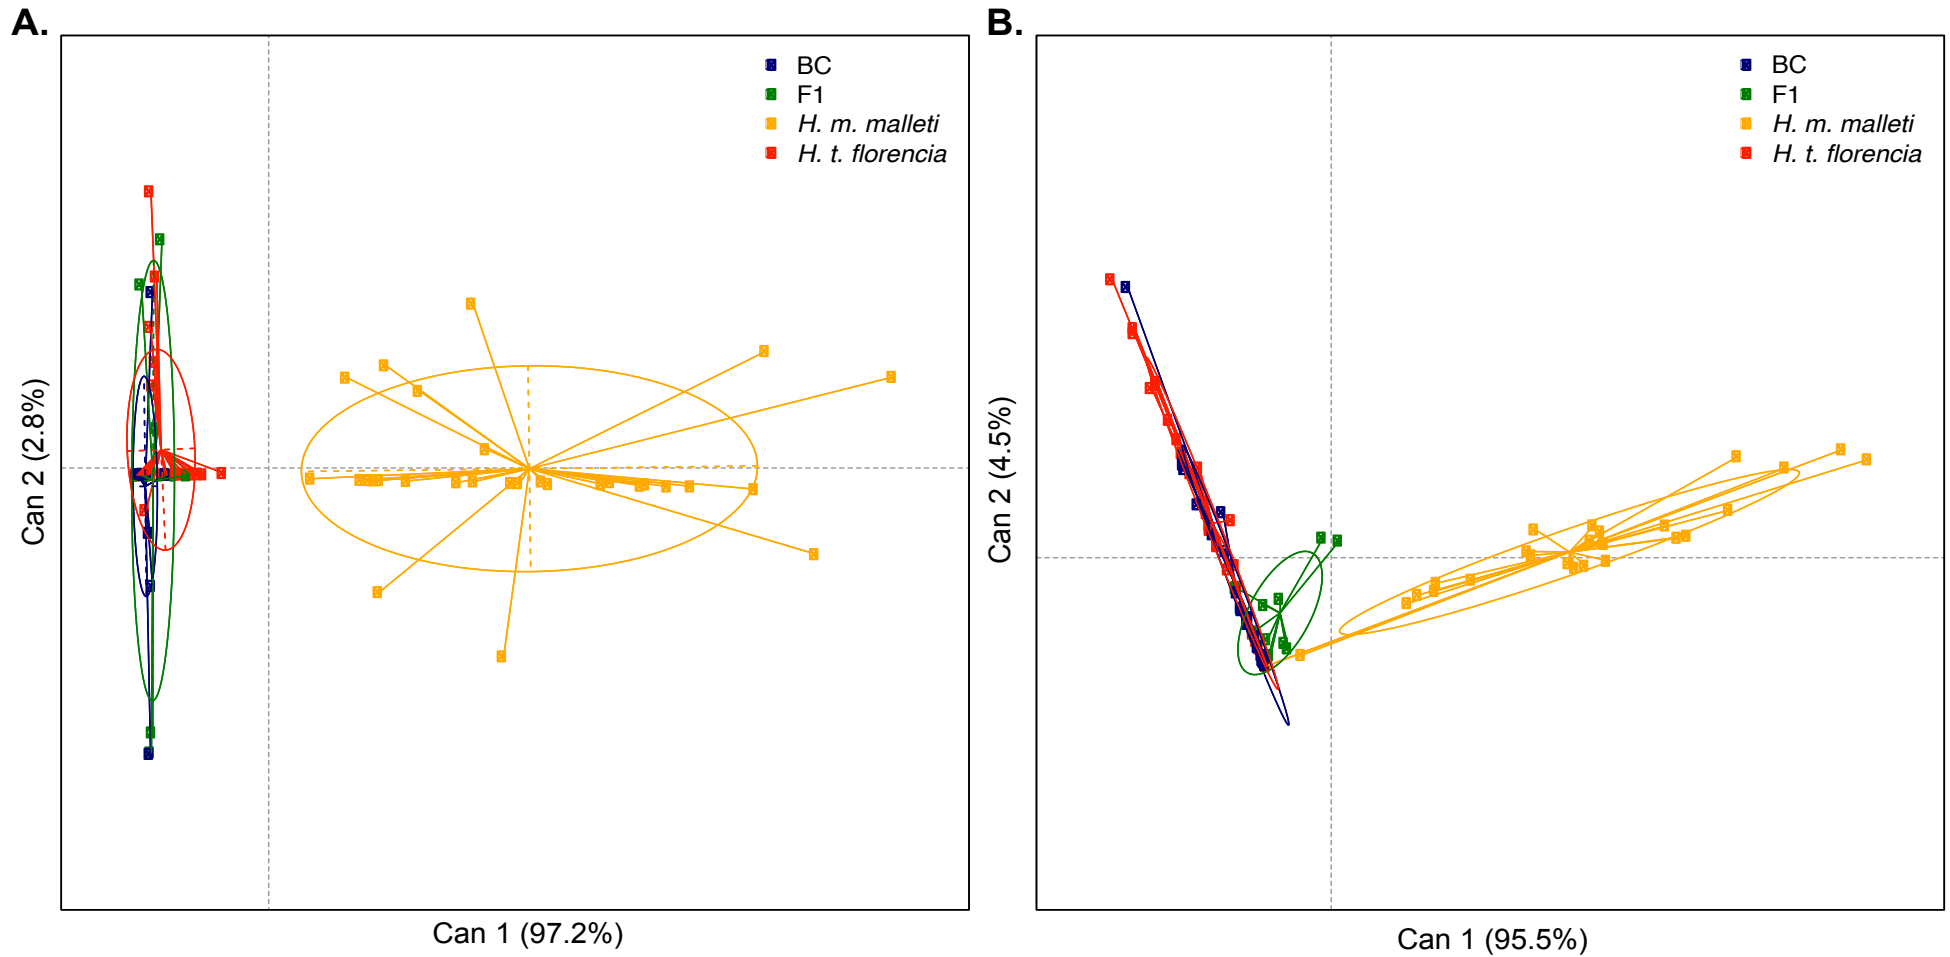 A.
BC
F1
H. m. malleti
H. t. florencia
Can 2 (2.8%)
Can 1 (97.2%)
B.
BC
F1
H. m. malleti
H. t. florencia
Can 2 (4.5%)
Can 1 (95.5%)